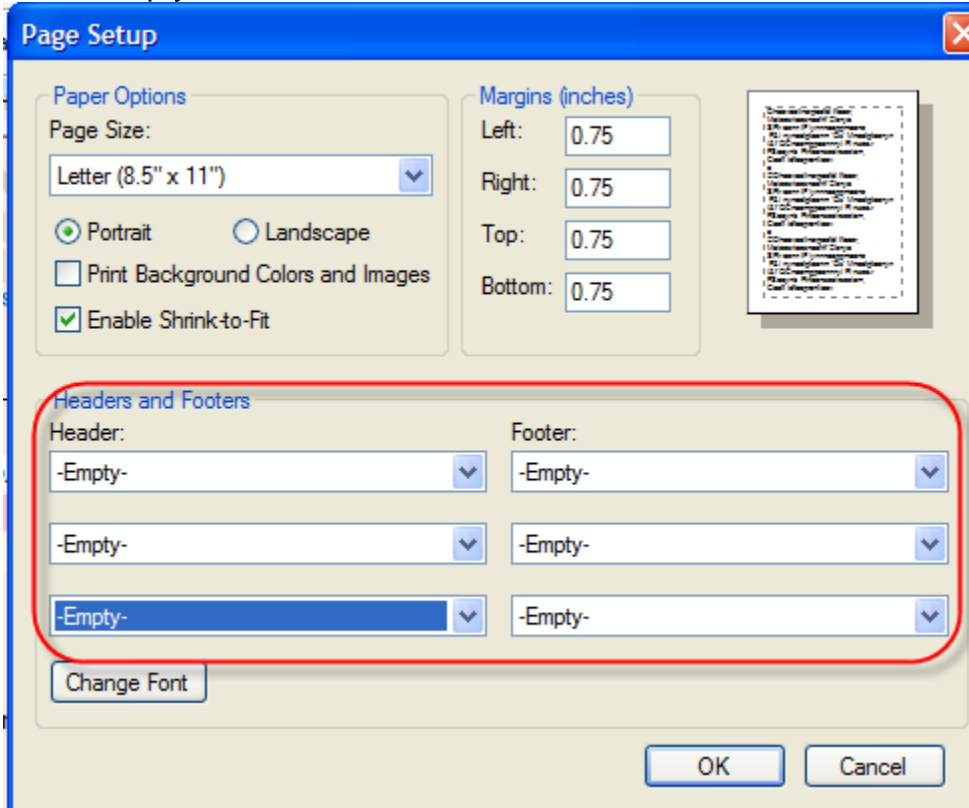 Page Setup
Paper Options
Page Size:
Letter (8.5" x 11")
Portrait
Landscape
Print Background Colors and Images
Enable Shrink-to-Fit
Margins (inches)
Left: 0.75
Right: 0.75
Top: 0.75
Bottom: 0.75
Headers and Footers
Header:
Footer:
-Empty-
-Empty-
-Empty-
-Empty-
-Empty-
-Empty-
Change Font
OK
Cancel